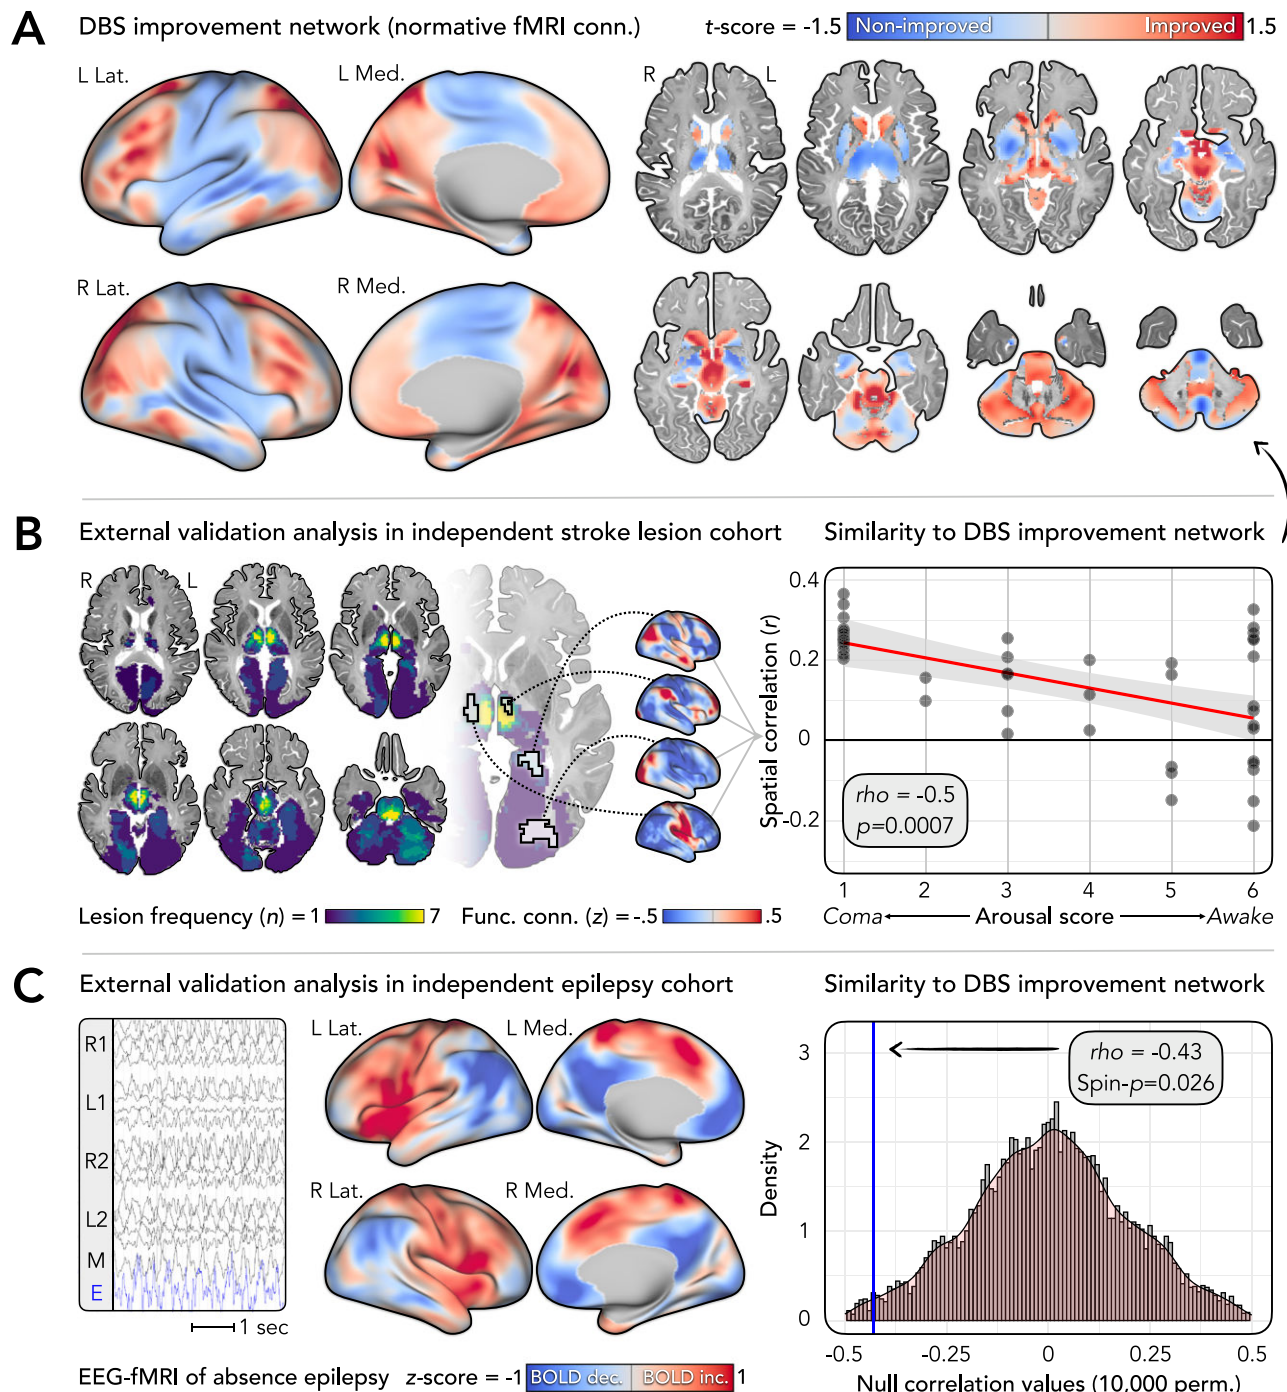 A DBS improvement network (normative fMRI conn.)
t-score = -1.5 Non-improved Improved 1.5
L Lat. L Med. R L
R Lat. R Med.
B External validation analysis in independent stroke lesion cohort
Similarity to DBS improvement network
R L
Spatial correlation (r)
0.4
0.2
0
-0.2
rho = -0.5
p=0.0007
1 2 3 4 5 6
Coma Arousal score Awake
Lesion frequency (n) = 1 7 Func. conn. (z) = -.5 .5
C External validation analysis in independent epilepsy cohort
Similarity to DBS improvement network
R1
L1
R2
L2
M
E
1 sec
L Lat. L Med.
R Lat. R Med.
EEG-fMRI of absence epilepsy z-score = -1 BOLD dec. BOLD inc. 1
Density
3
2
1
0
rho = -0.43
Spin-p=0.026
-0.5 -0.25 0 0.25 0.5
Null correlation values (10,000 perm.)